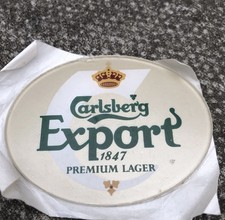 Carlsberg
Export
1847
PREMIUM LAGER